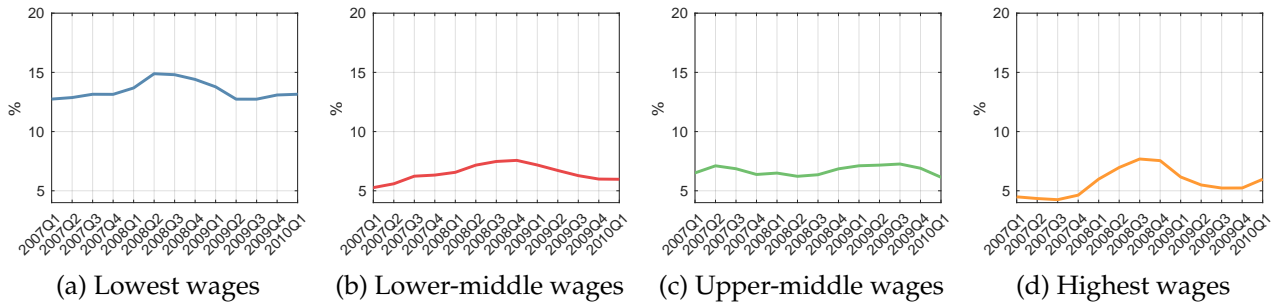 20
15
10
5
%
2007Q1
2007Q2
2007Q3
2007Q4
2008Q1
2008Q2
2008Q3
2008Q4
2009Q1
2009Q2
2009Q3
2009Q4
2010Q1
(a) Lowest wages
20
15
10
5
%
2007Q1
2007Q2
2007Q3
2007Q4
2008Q1
2008Q2
2008Q3
2008Q4
2009Q1
2009Q2
2009Q3
2009Q4
2010Q1
(b) Lower-middle wages
20
15
10
5
%
2007Q1
2007Q2
2007Q3
2007Q4
2008Q1
2008Q2
2008Q3
2008Q4
2009Q1
2009Q2
2009Q3
2009Q4
2010Q1
(c) Upper-middle wages
20
15
10
5
%
2007Q1
2007Q2
2007Q3
2007Q4
2008Q1
2008Q2
2008Q3
2008Q4
2009Q1
2009Q2
2009Q3
2009Q4
2010Q1
(d) Highest wages